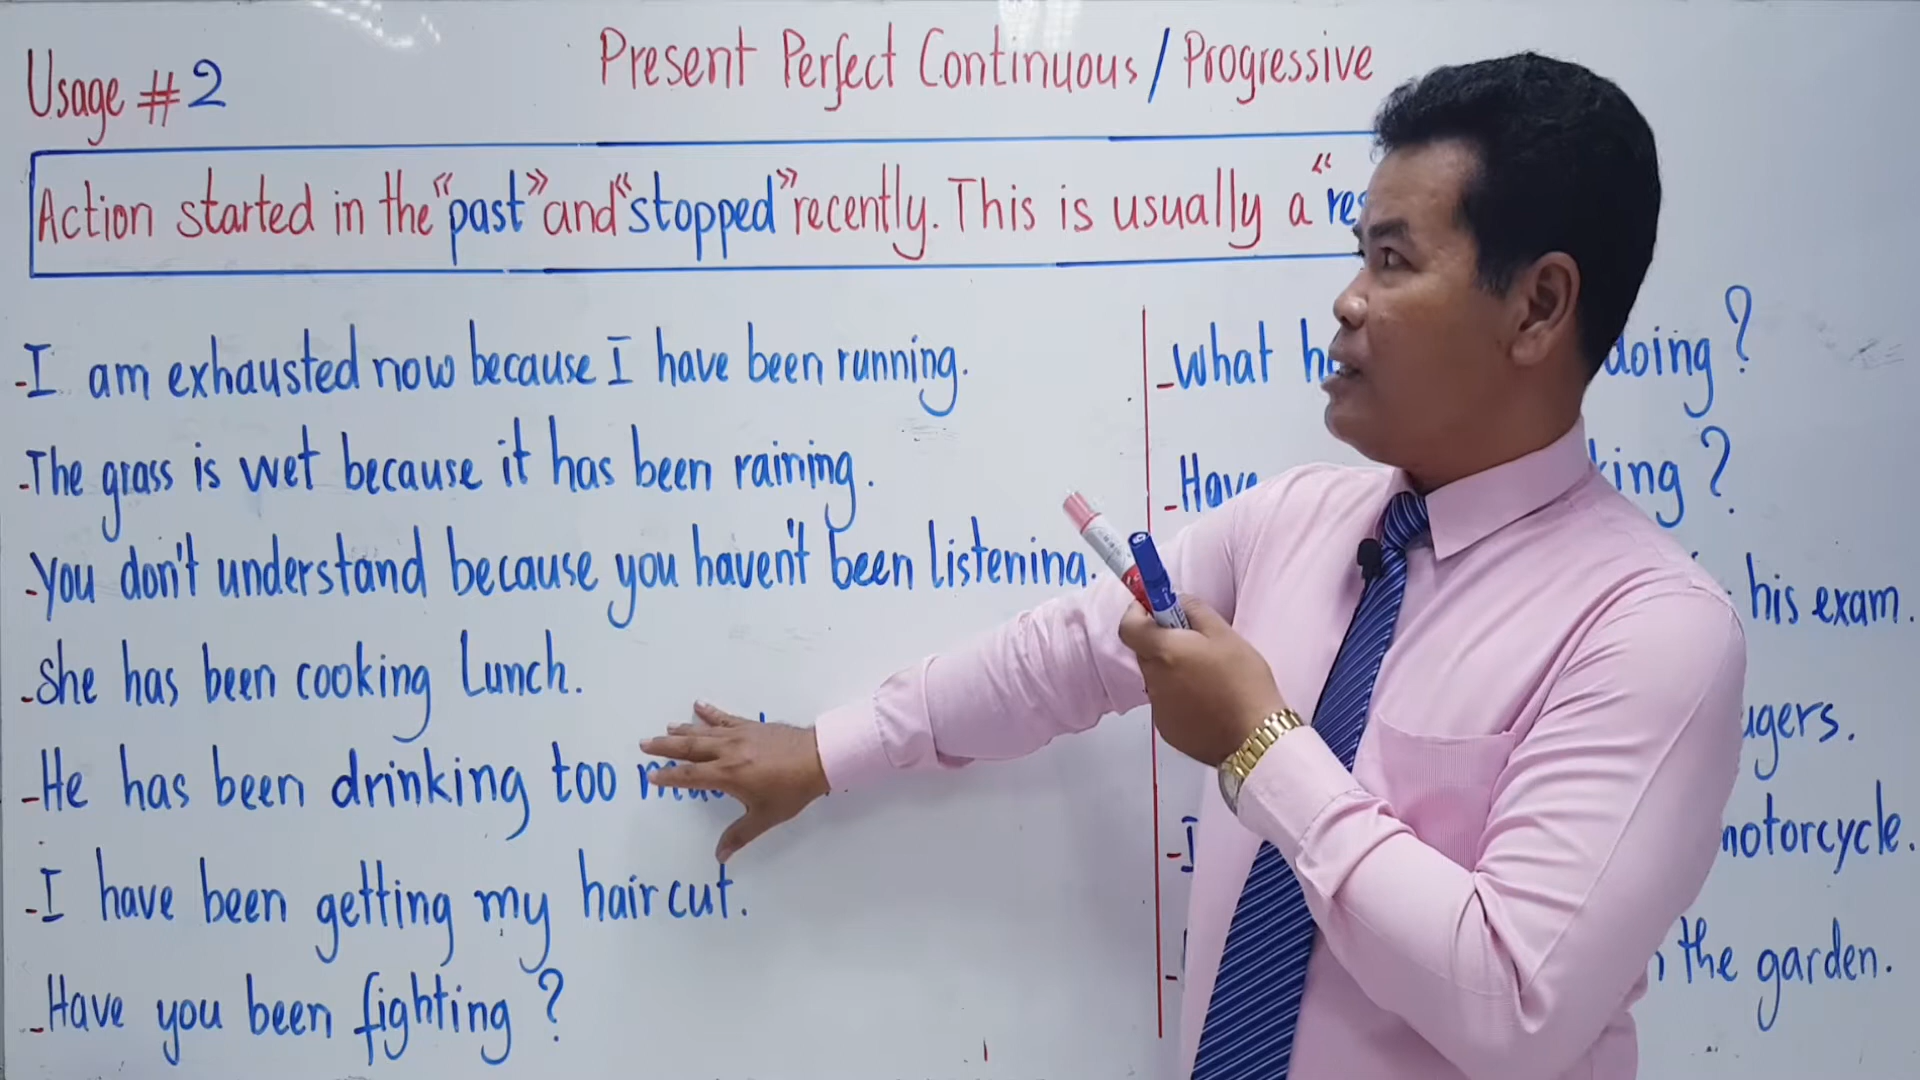 Usage #2
Present Perfect Continuous / Progressive
Action started in the "past" and "stopped" recently. This is usually a "
- I am exhausted now because I have been running.
- The grass is wet because it has been raining.
- You don't understand because you haven't been listening.
- She has been cooking Lunch.
- He has been drinking too
- I have been getting my haircut.
- Have you been fighting ?
- What doing ?
- Have ?
his exam.
- I motorcycle.
- the garden.